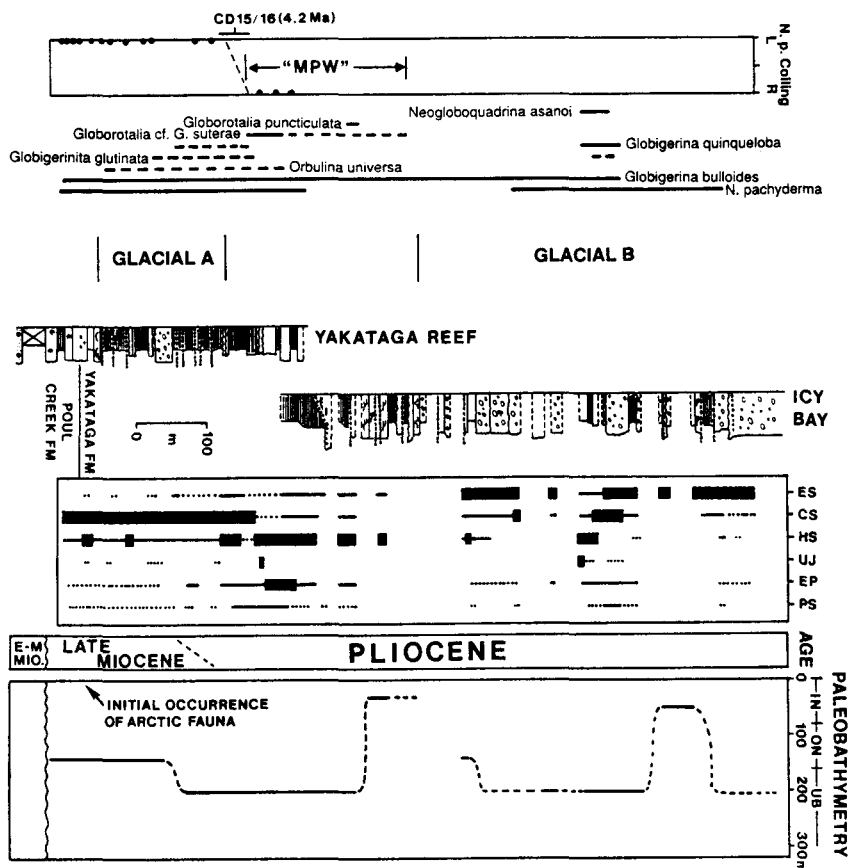 CD15/16 (4.2 Ma)
N. p. Coiling
L
R
"MPW"
Neogloboquadrina asanoi
Globorotalia puncticulata
Globorotalia cf. G. suterae
Globigerina quinqueloba
Globigerinita glutinata
Orbulina universa
Globigerina bulloides
N. pachyderma
GLACIAL A
GLACIAL B
YAKATAGA REEF
ICY
BAY
YAKATAGA FM
POUL
CREEK FM
0
100
m
ES
CS
HS
UJ
EP
PS
E-M
MIO.
LATE
MIOCENE
PLIOCENE
AGE
INITIAL OCCURRENCE
OF ARCTIC FAUNA
0
100
200
300m
IN
ON
UB
PALEOBATHYMETRY